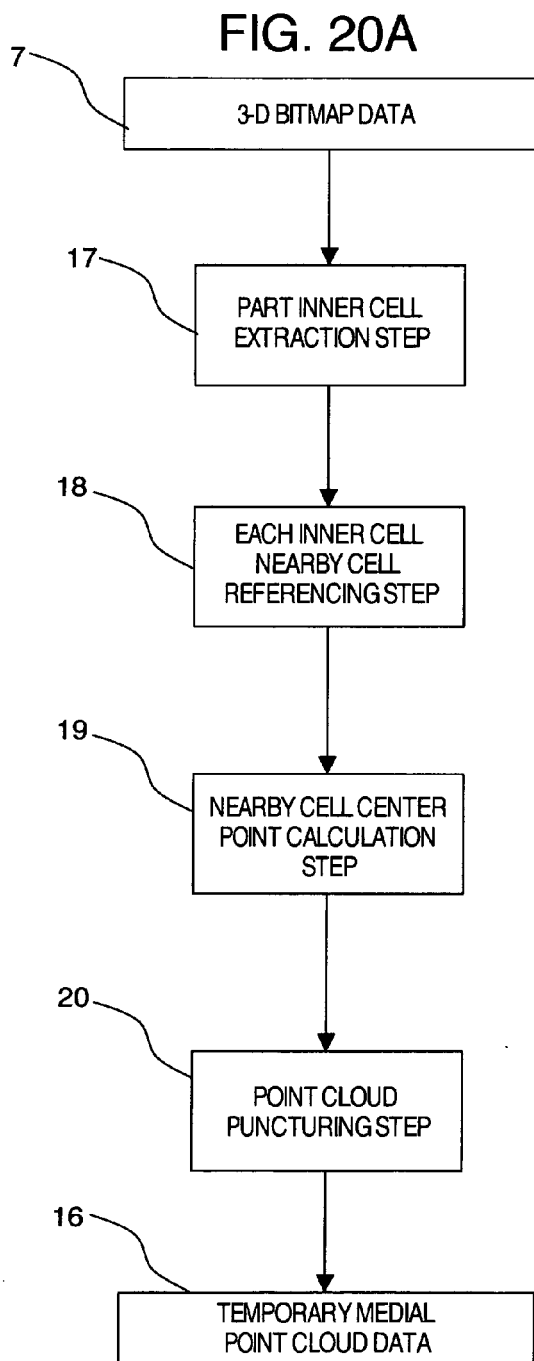 FIG. 20A
7
3-D BITMAP DATA
17
PART INNER CELL
EXTRACTION STEP
18
EACH INNER CELL
NEARBY CELL
REFERENCING STEP
19
NEARBY CELL CENTER
POINT CALCULATION
STEP
20
POINT CLOUD
PUNCTURING STEP
16
TEMPORARY MEDIAL
POINT CLOUD DATA